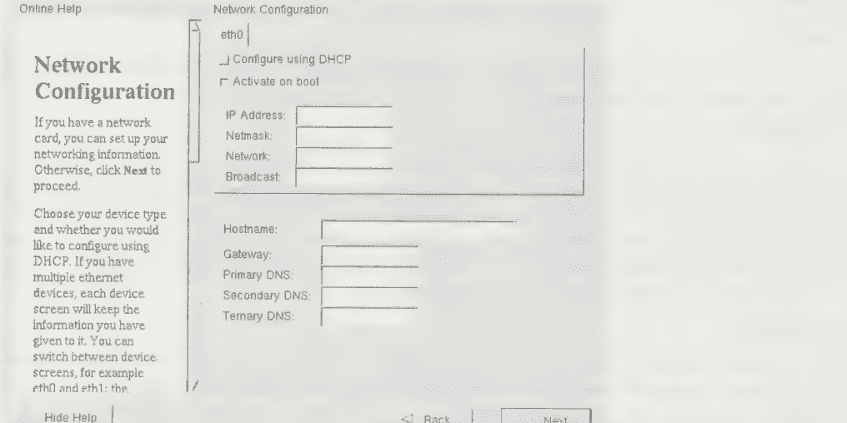 Online Help
Network
Configuration
If you have a network
card, you can set up your
networking information.
Otherwise, click Next to
proceed.
Choose your device type
and whether you would
like to configure using
DHCP. If you have
multiple ethernet
devices, each device
screen will keep the
information you have
given to it. You can
switch between device
screens, for example
eth0 and eth1; the
Hide Help
Network Configuration
eth0
Configure using DHCP
Activate on boot
IP Address:
Netmask:
Network:
Broadcast:
Hostname:
Gateway:
Primary DNS:
Secondary DNS:
Ternary DNS:
Back
Next